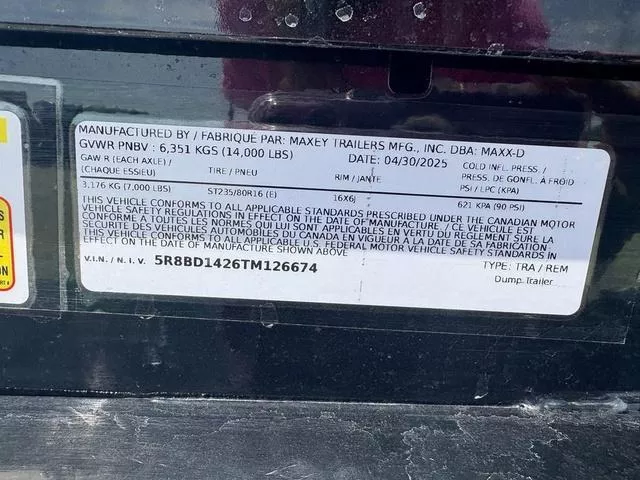 MANUFACTURED BY / FABRIQUÉ PAR: MAXEY TRAILERS MFG., INC. DBA: MAXX-D
GVWR PNBV : 6,351 KGS (14,000 LBS) DATE: 04/30/2025
GAW R (EACH AXLE) / (CHAQUE ESSIEU) TIRE / PNEU RIM / JANTE COLD INFL. PRESS. / PRESS. DE GONFL. À FROID PSI / LPC (KPA)
3,176 KG (7,000 LBS) ST235/80R16 (E) 16X6J 621 KPA (90 PSI)
THIS VEHICLE CONFORMS TO ALL APPLICABLE STANDARDS PRESCRIBED UNDER THE CANADIAN MOTOR
VEHICLE SAFETY REGULATIONS IN EFFECT ON THE DATE OF MANUFACTURE. / CE VEHICULE EST
CONFORME A TOUTES LES NORMES QUI LUI SONT APPLICABLES EN VERTU DU REGLEMENT SUR LA
SECURITE DES VEHICULES AUTOMOBILES DU CANADA EN VIGUEUR A LA DATE DE SA FABRICATION.
THIS VEHICLE CONFORMS TO ALL APPLICABLE U.S. FEDERAL MOTOR VEHICLE SAFETY STANDARDS IN
EFFECT ON THE DATE OF MANUFACTURE SHOWN ABOVE
V.I.N. / N.I.V. 5R8BD1426TM126674 TYPE: TRA / REM
Dump Trailer